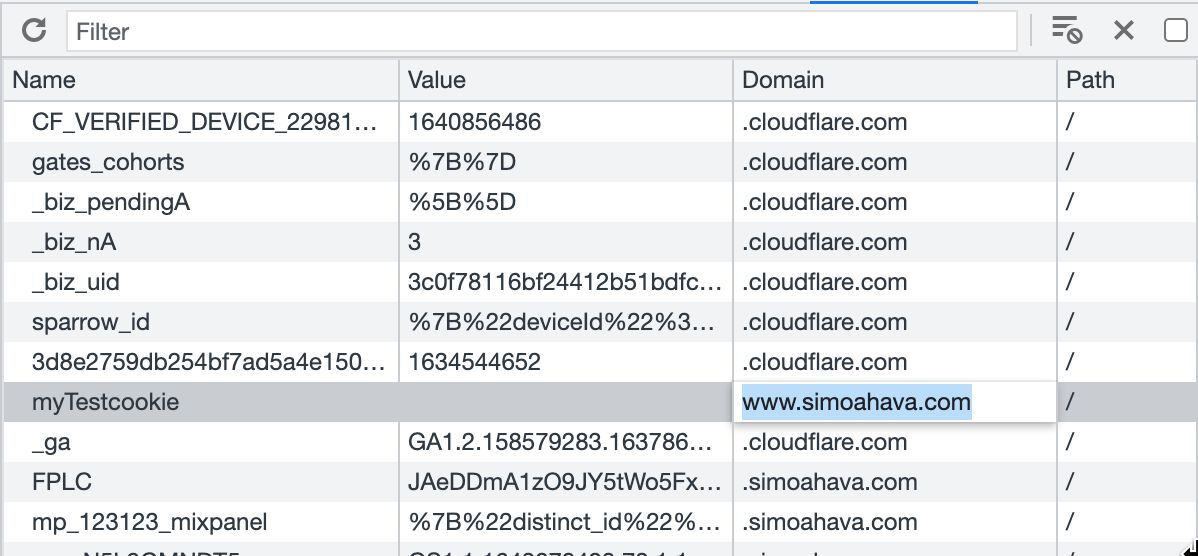 Filter
Name Value Domain Path
CF_VERIFIED_DEVICE_22981... 1640856486 .cloudflare.com /
gates_cohorts %7B%7D .cloudflare.com /
_biz_pendingA %5B%5D .cloudflare.com /
_biz_nA 3 .cloudflare.com /
_biz_uid 3c0f78116bf24412b51bdfc... .cloudflare.com /
sparrow_id %7B%22deviceId%22%3... .cloudflare.com /
3d8e2759db254bf7ad5a4e150... 1634544652 .cloudflare.com /
myTestcookie www.simoahava.com /
_ga GA1.2.158579283.163786... .cloudflare.com /
FPLC JAeDDmA1zO9JY5tWo5Fx... .simoahava.com /
mp_123123_mixpanel %7B%22distinct_id%22%... .simoahava.com /